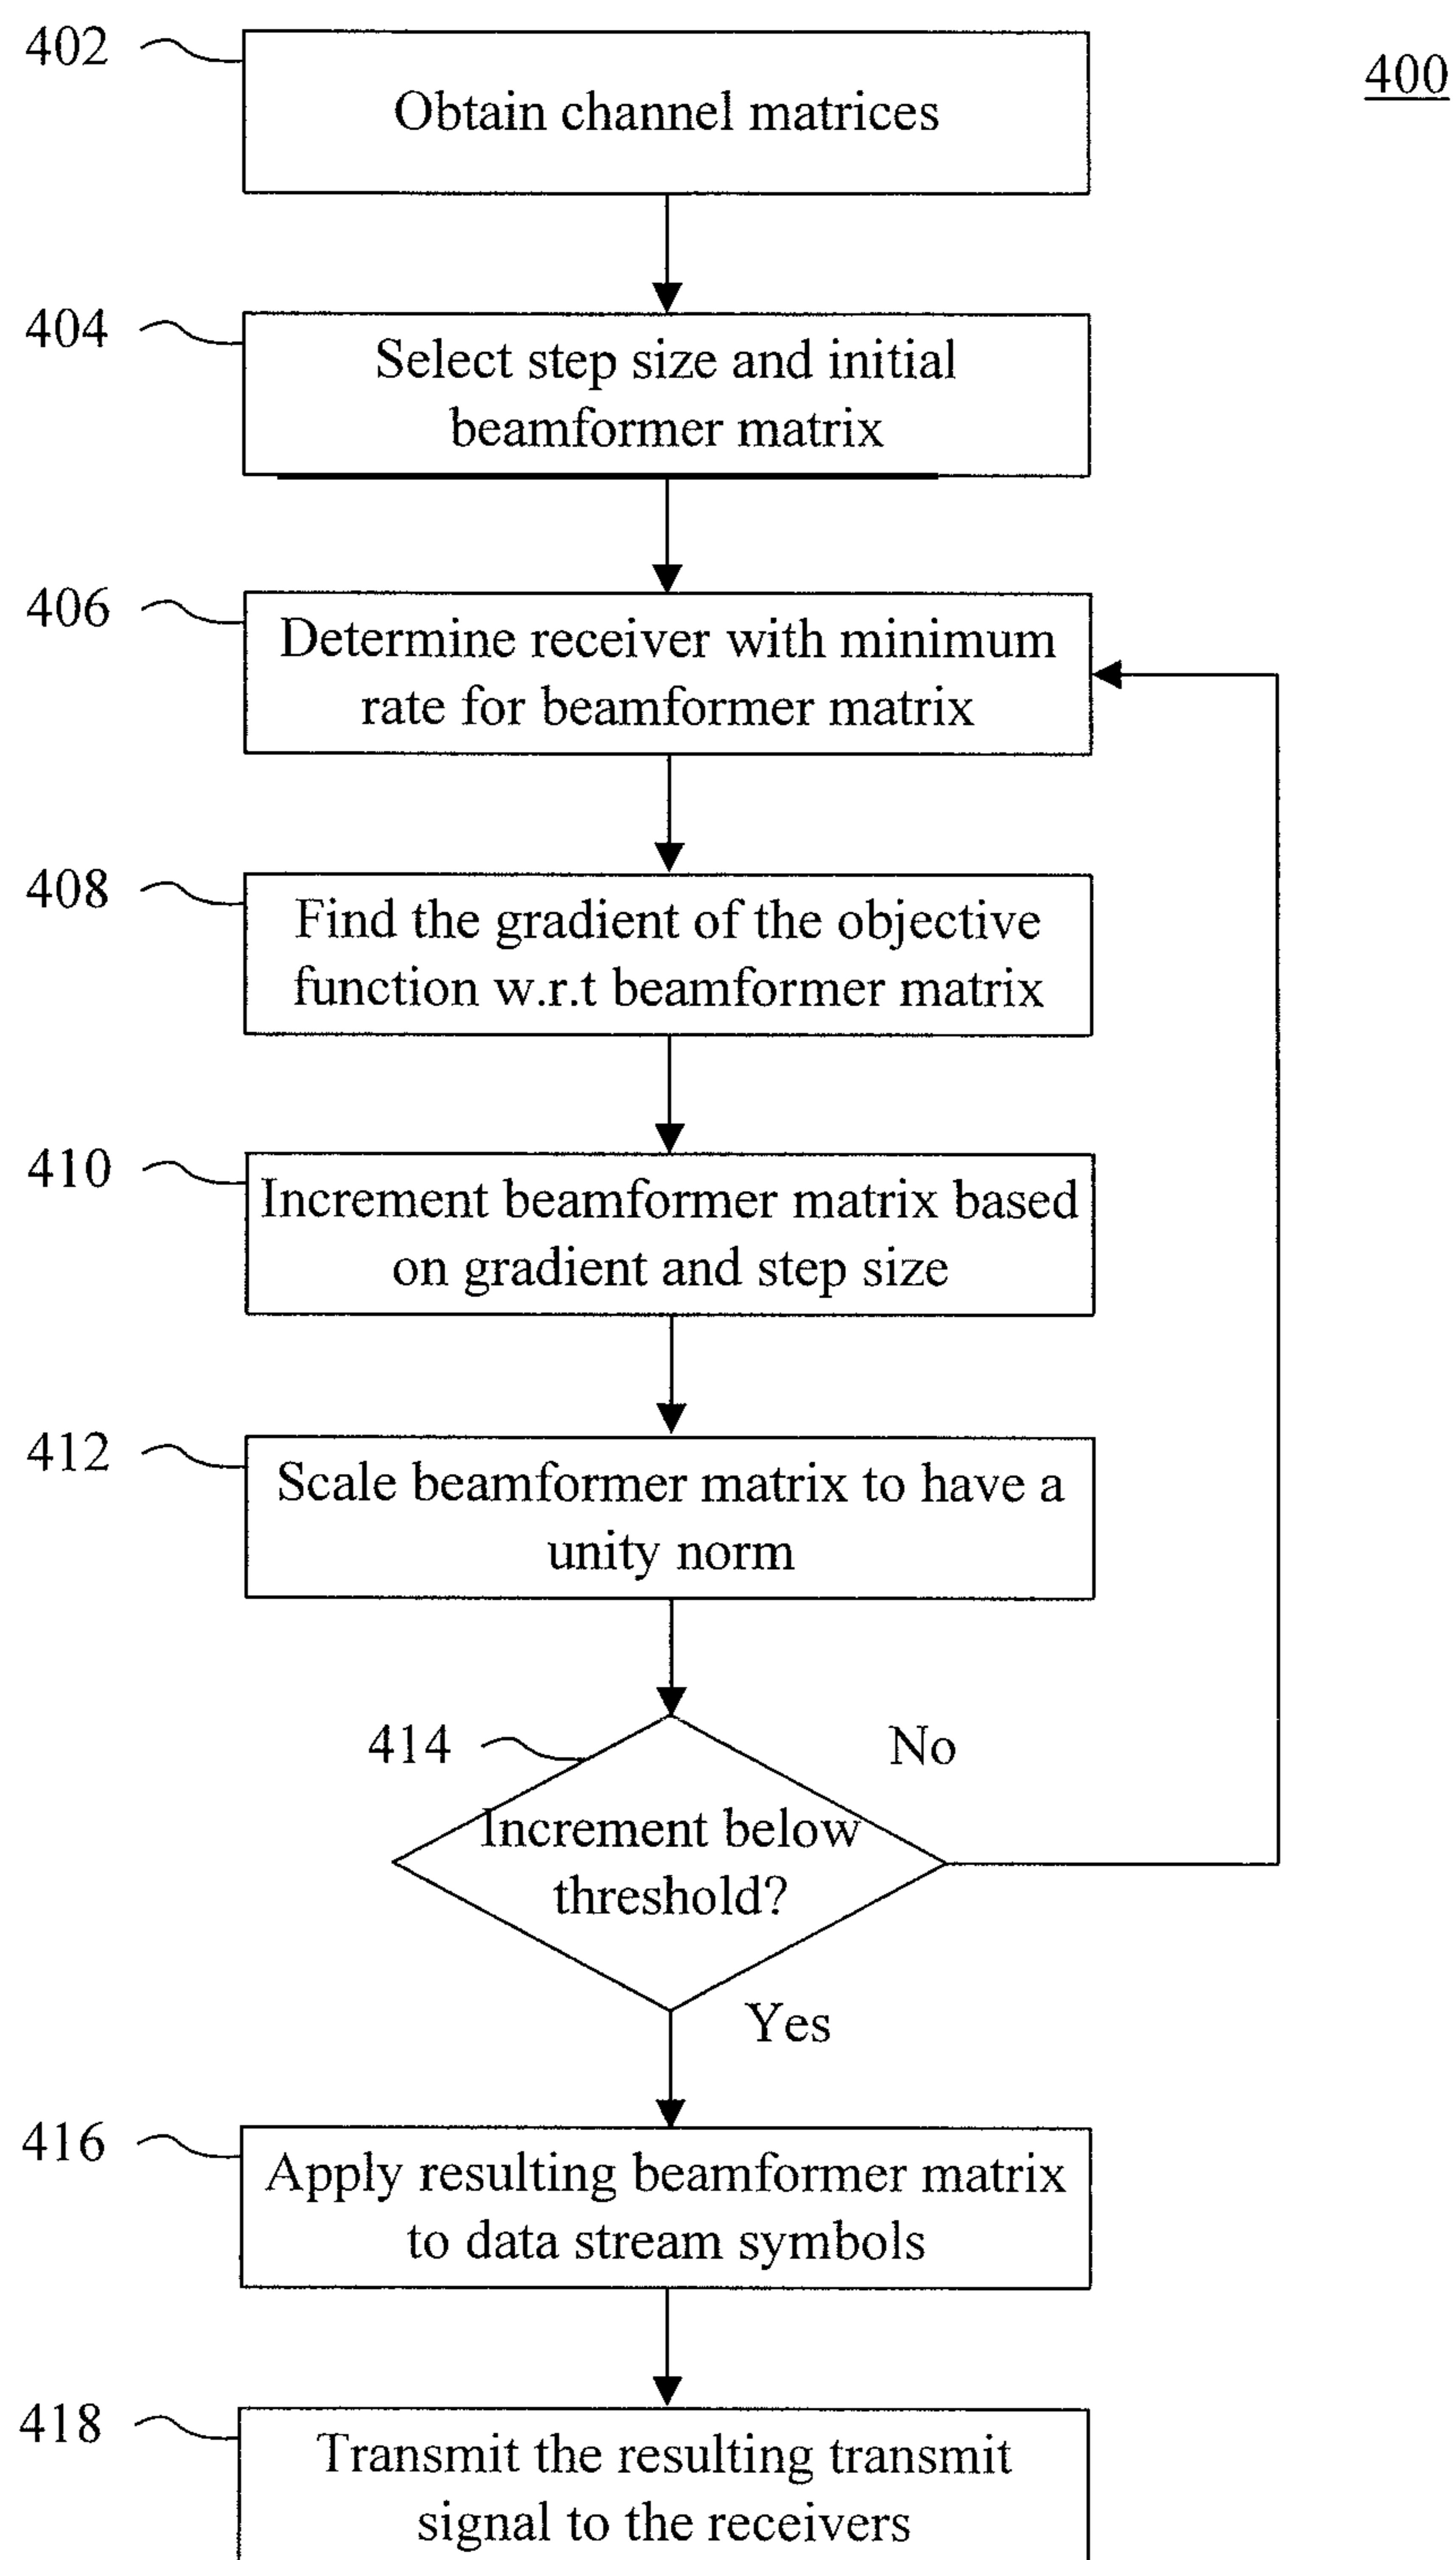 402
Obtain channel matrices
400
404
Select step size and initial
beamformer matrix
406
Determine receiver with minimum
rate for beamformer matrix
408
Find the gradient of the objective
function w.r.t beamformer matrix
410
Increment beamformer matrix based
on gradient and step size
412
Scale beamformer matrix to have a
unity norm
414
No
Increment below
threshold?
Yes
416
Apply resulting beamformer matrix
to data stream symbols
418
Transmit the resulting transmit
signal to the receivers